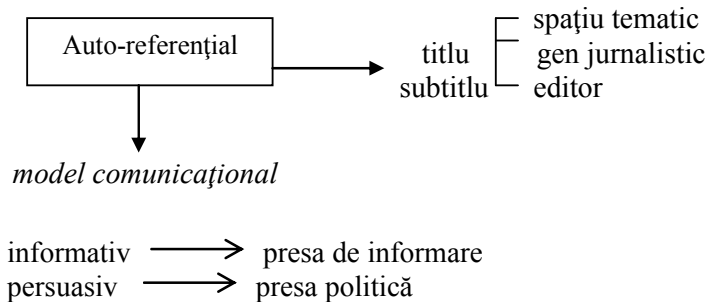 Auto-referenţial
spaţiu tematic
titlu gen jurnalistic
subtitlu editor
model comunicaţional
informativ presa de informare
persuasiv presa politică